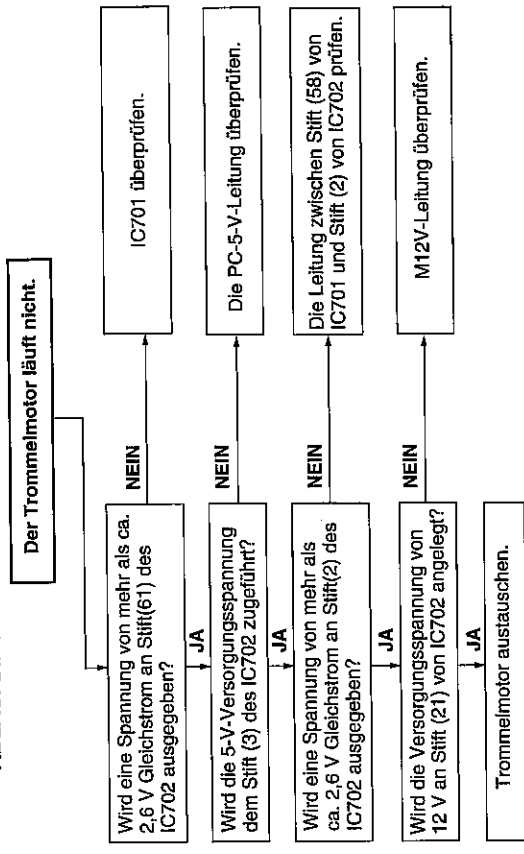 Der Trommelmotor läuft nicht.
Wird eine Spannung von mehr als ca.
2,6 V Gleichstrom an Stift(61) des
IC702 ausgegeben?
NEIN
IC701 überprüfen.
JA
Wird die 5-V-Versorgungsspannung
dem Stift (3) des IC702 zugeführt?
NEIN
Die PC-5-V-Leitung überprüfen.
JA
Wird eine Spannung von mehr als
ca. 2,6 V Gleichstrom an Stift(2) des
IC702 ausgegeben?
NEIN
Die Leitung zwischen Stift (58) von
IC701 und Stift (2) von IC702 prüfen.
JA
Wird die Versorgungsspannung von
12 V an Stift (21) von IC702 angelegt?
NEIN
M12V-Leitung überprüfen.
JA
Trommelmotor austauschen.